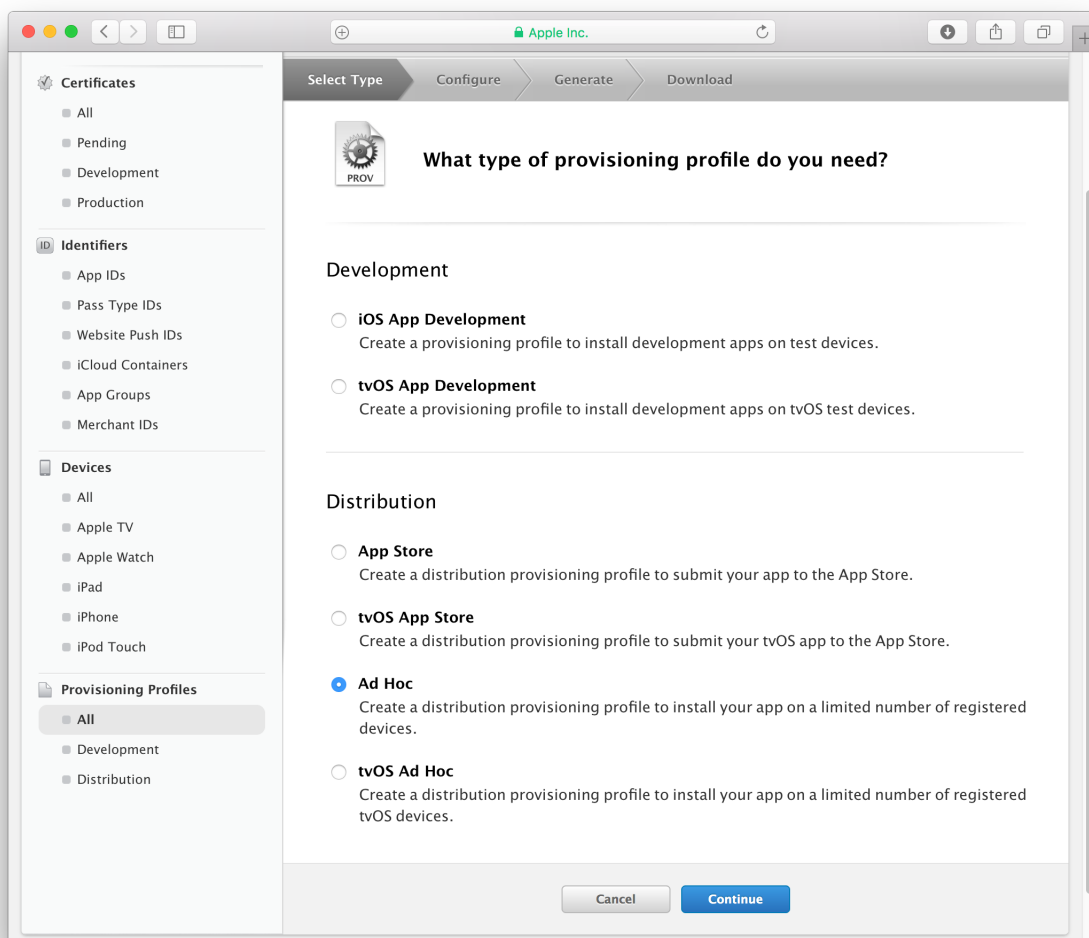 Apple Inc.
Certificates
All
Pending
Development
Production
ID Identifiers
App IDs
Pass Type IDs
Website Push IDs
iCloud Containers
App Groups
Merchant IDs
Devices
All
Apple TV
Apple Watch
iPad
iPhone
iPod Touch
Provisioning Profiles
All
Development
Distribution
Select Type
Configure
Generate
Download
PROV
What type of provisioning profile do you need?
Development
iOS App Development
Create a provisioning profile to install development apps on test devices.
tvOS App Development
Create a provisioning profile to install development apps on tvOS test devices.
Distribution
App Store
Create a distribution provisioning profile to submit your app to the App Store.
tvOS App Store
Create a distribution provisioning profile to submit your tvOS app to the App Store.
Ad Hoc
Create a distribution provisioning profile to install your app on a limited number of registered
devices.
tvOS Ad Hoc
Create a distribution provisioning profile to install your app on a limited number of registered
tvOS devices.
Cancel
Continue